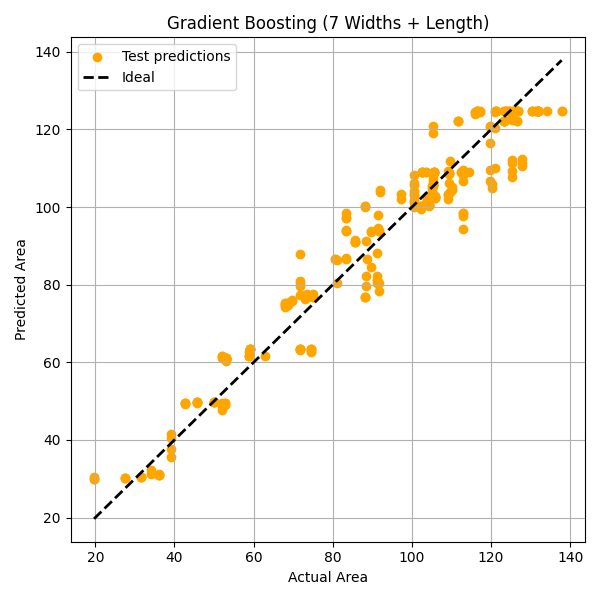 Gradient Boosting (7 Widths + Length)
Test predictions
Ideal
140
120
100
80
60
40
20
Predicted Area
20 40 60 80 100 120 140
Actual Area